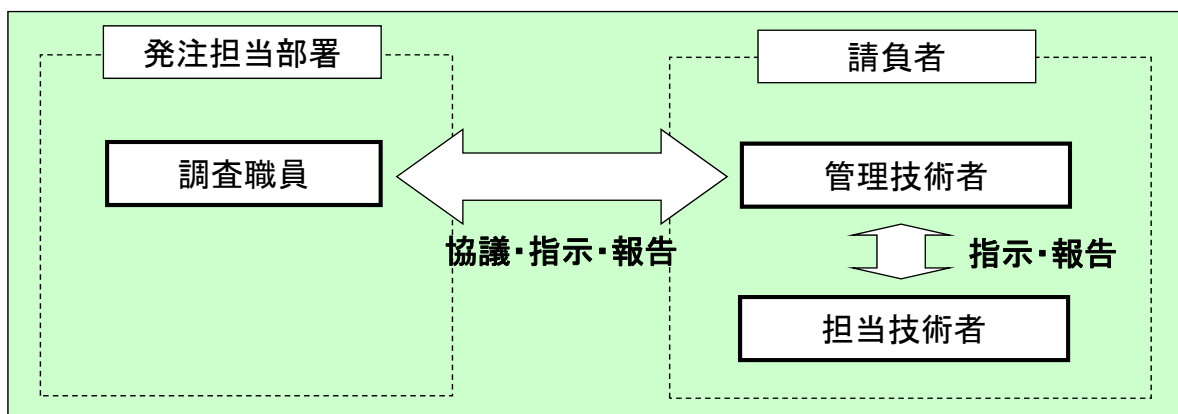 発注担当部署
請負者
調査職員
管理技術者
協議・指示・報告
指示・報告
担当技術者